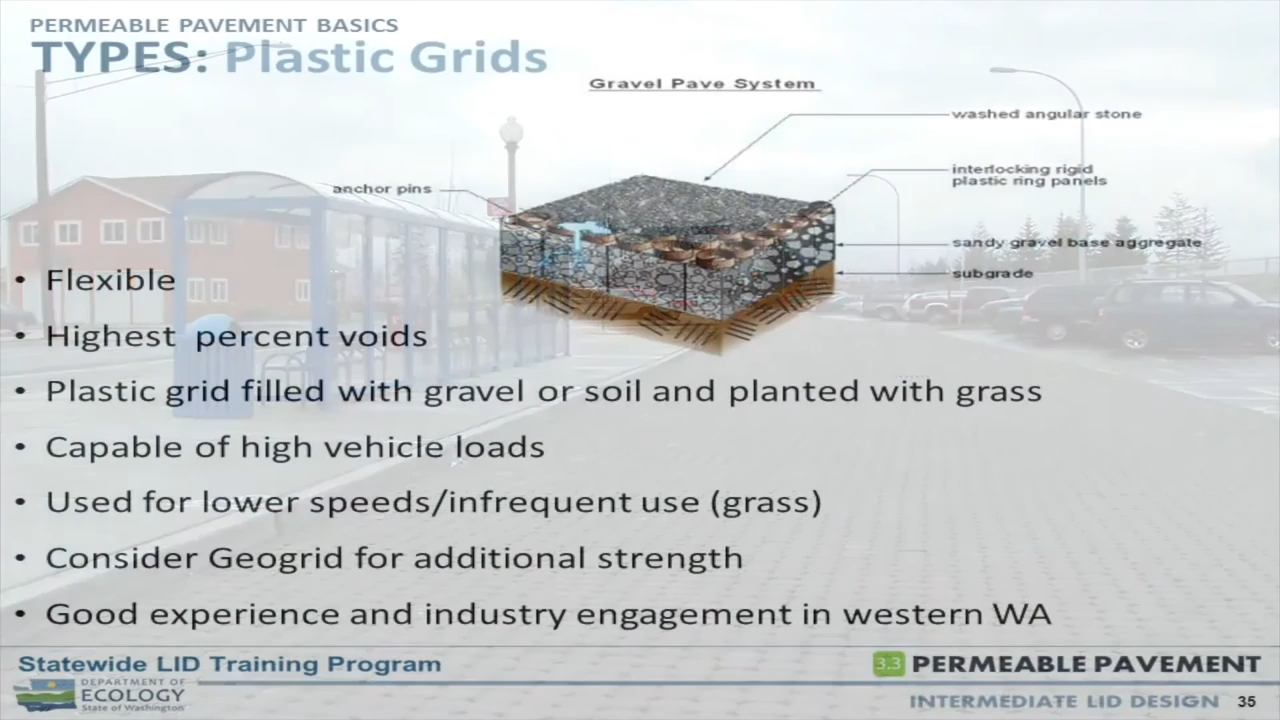 PERMEABLE PAVEMENT BASICS
TYPES: Plastic Grids
Gravel Pave System
washed angular stone
interlocking rigid
plastic ring panels
anchor pins
sandy gravel base aggregate
subgrade
• Flexible
• Highest percent voids
• Plastic grid filled with gravel or soil and planted with grass
• Capable of high vehicle loads
• Used for lower speeds/infrequent use (grass)
• Consider Geogrid for additional strength
• Good experience and industry engagement in western WA
Statewide LID Training Program
3.3 PERMEABLE PAVEMENT
DEPARTMENT OF
ECOLOGY
State of Washington
INTERMEDIATE LID DESIGN 35